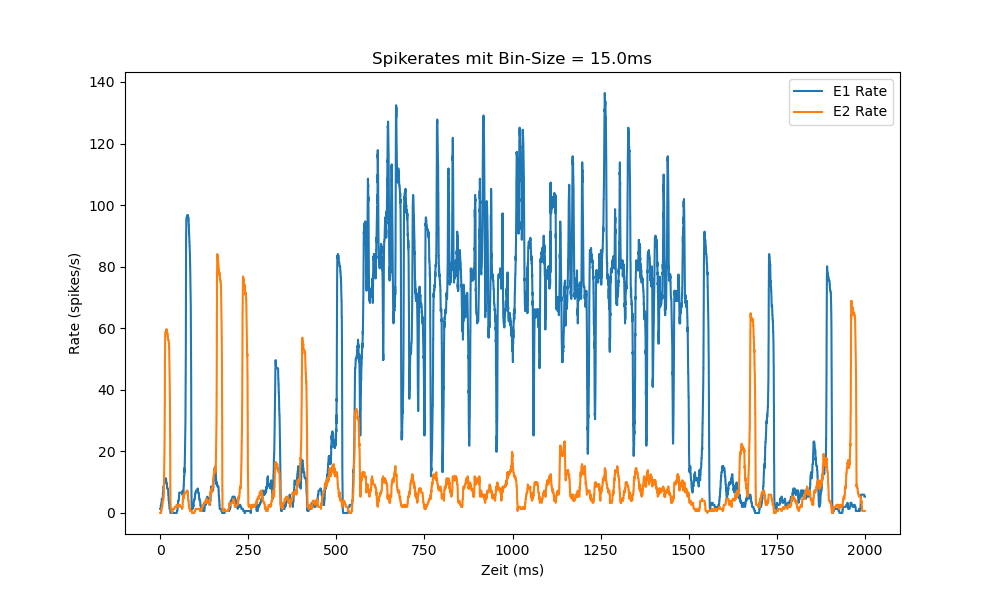 Spikerates mit Bin-Size = 15.0ms
140
120
100
80
60
40
20
0
Rate (spikes/s)
E1 Rate
E2 Rate
0 250 500 750 1000 1250 1500 1750 2000
Zeit (ms)